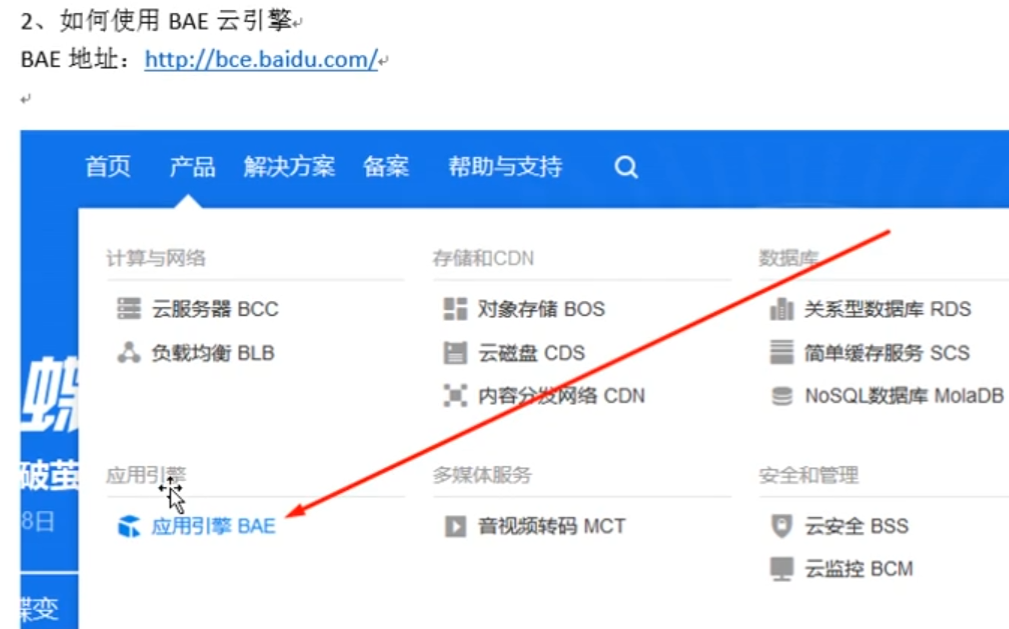 2、如何使用 BAE 云引擎
BAE 地址：http://bce.baidu.com/
首页 产品 解决方案 备案 帮助与支持
计算与网络 存储和CDN 数据库
云服务器 BCC 对象存储 BOS 关系型数据库 RDS
负载均衡 BLB 云磁盘 CDS 简单缓存服务 SCS
内容分发网络 CDN NoSQL数据库 MolaDB
蝶
破茧
应用引擎 多媒体服务 安全和管理
8日
应用引擎 BAE 音视频转码 MCT 云安全 BSS
云监控 BCM
蝶变